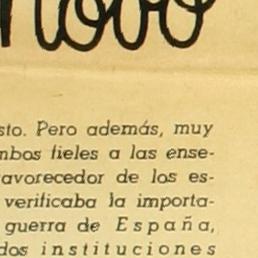 novo
sto. Pero además, muy
mbos fieles a las ense-
avorecedor de los es-
verificaba la importa-
guerra de España,
dos instituciones